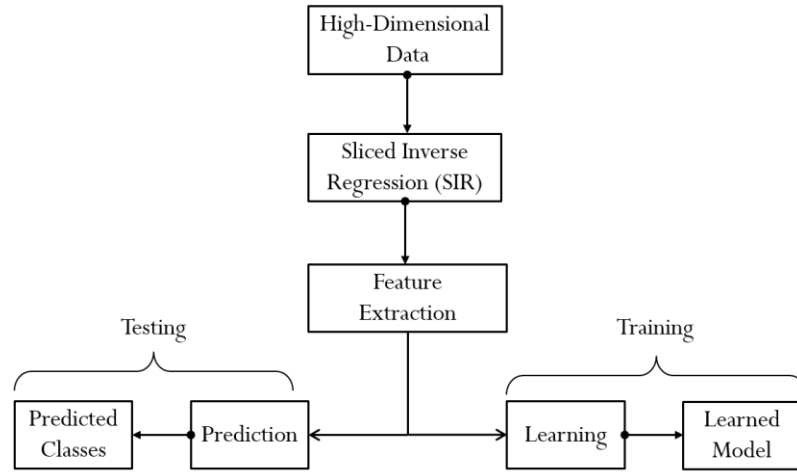 High-Dimensional
Data
Sliced Inverse
Regression (SIR)
Feature
Extraction
Testing
Training
Predicted
Classes
Prediction
Learning
Learned
Model